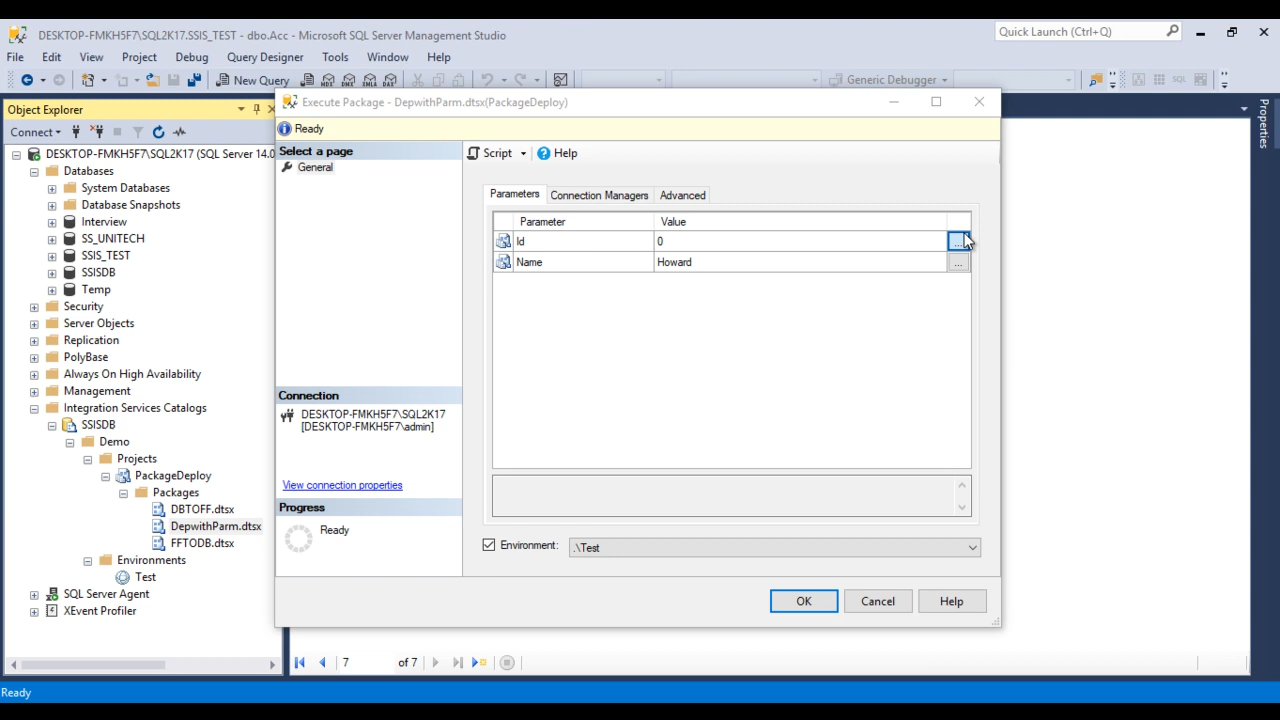 DESKTOP-FMKH5F7\SQL2K17.SSIS_TEST - dbo.Acc - Microsoft SQL Server Management Studio
Quick Launch (Ctrl+Q)
File Edit View Project Debug Query Designer Tools Window Help
New Query
MDX DMX XMLA DAX
Generic Debugger
SQL
Object Explorer
Connect
DESKTOP-FMKH5F7\SQL2K17 (SQL Server 14.0
Databases
System Databases
Database Snapshots
Interview
SS_UNITECH
SSIS_TEST
SSISDB
Temp
Security
Server Objects
Replication
PolyBase
Always On High Availability
Management
Integration Services Catalogs
SSISDB
Demo
Projects
PackageDeploy
Packages
DBTOFF.dtsx
DepwithParm.dtsx
FFTODB.dtsx
Environments
Test
SQL Server Agent
XEvent Profiler
Execute Package - DepwithParm.dtsx(PackageDeploy)
Ready
Select a page
General
Script Help
Parameters Connection Managers Advanced
Parameter Value
Id 0 ...
Name Howard ...
Connection
DESKTOP-FMKH5F7\SQL2K17
[DESKTOP-FMKH5F7\admin]
View connection properties
Progress
Ready
Environment: .\Test
OK Cancel Help
7 of 7
Properties
Ready